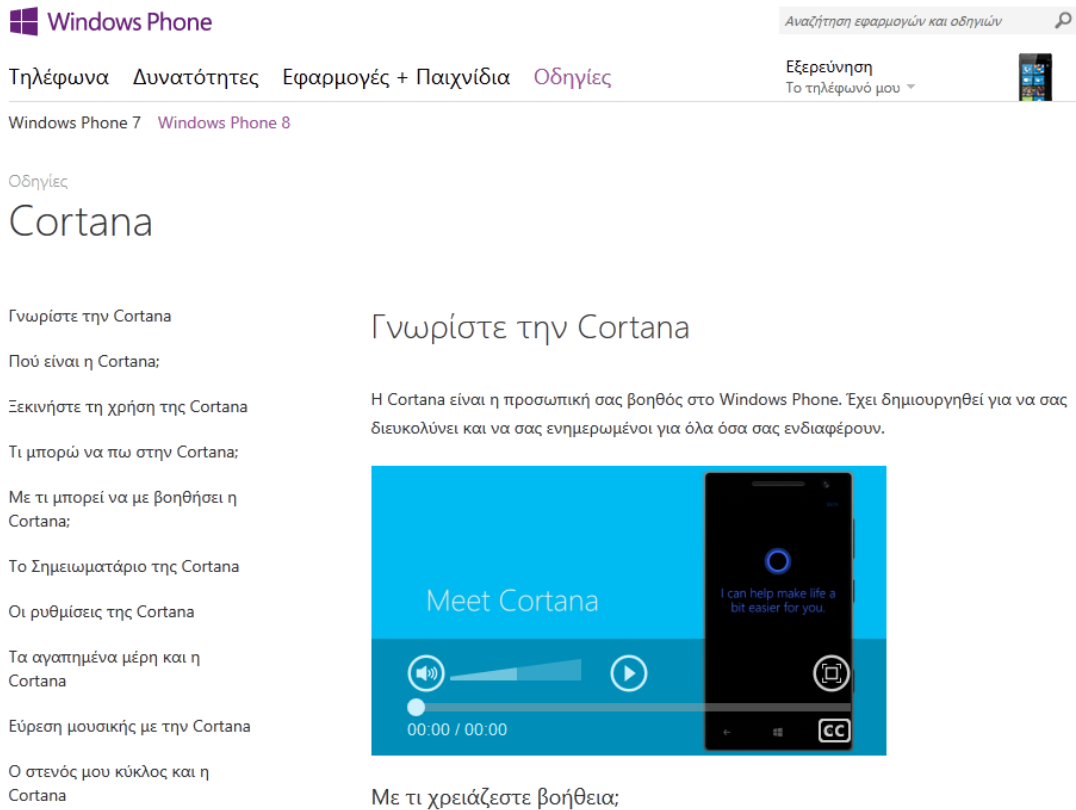 Windows Phone
Αναζήτηση εφαρμογών και οδηγιών
Τηλέφωνα Δυνατότητες Εφαρμογές + Παιχνίδια Οδηγίες
Εξερεύνηση
Το τηλέφωνό μου
Windows Phone 7 Windows Phone 8
Οδηγίες
Cortana
Γνωρίστε την Cortana
Πού είναι η Cortana;
Ξεκινήστε τη χρήση της Cortana
Τι μπορώ να πω στην Cortana;
Με τι μπορεί να με βοηθήσει η
Cortana;
Το Σημειωματάριο της Cortana
Οι ρυθμίσεις της Cortana
Τα αγαπημένα μέρη και η
Cortana
Εύρεση μουσικής με την Cortana
Ο στενός μου κύκλος και η
Cortana
Γνωρίστε την Cortana
Η Cortana είναι η προσωπική σας βοηθός στο Windows Phone. Έχει δημιουργηθεί για να σας
διευκολύνει και να σας ενημερωμένοι για όλα όσα σας ενδιαφέρουν.
Meet Cortana
I can help make life a
bit easier for you.
00:00 / 00:00
CC
Με τι χρειάζεστε βοήθεια;